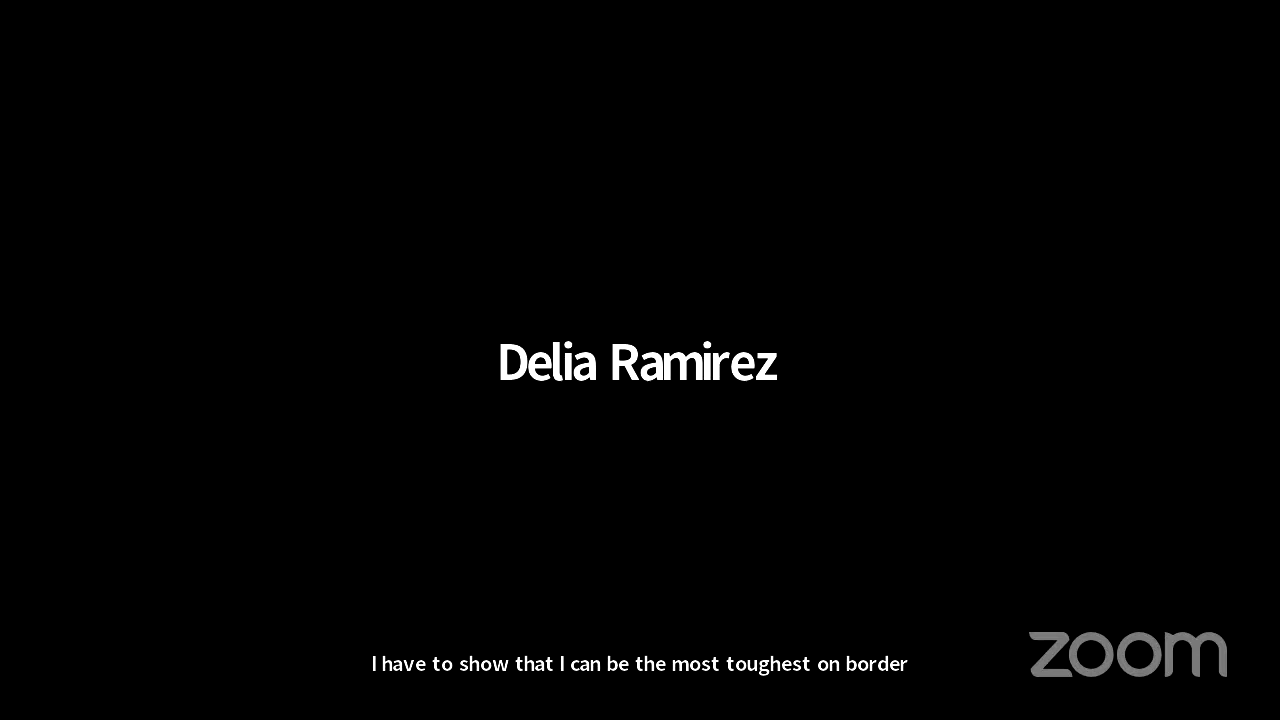 Delia Ramirez
I have to show that I can be the most toughest on border
zoom